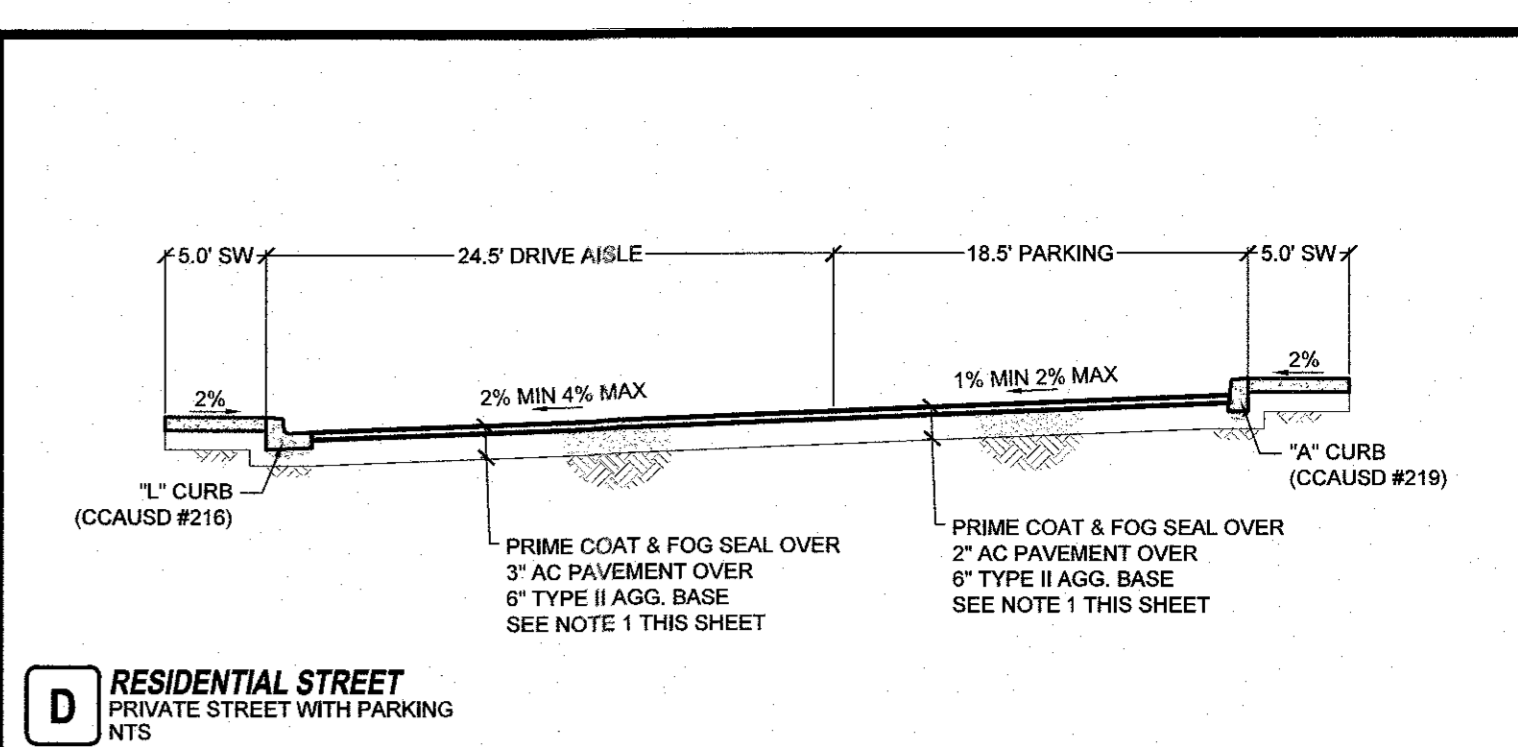 5.0' SW
24.5' DRIVE AISLE
18.5' PARKING
5.0' SW
2%
2% MIN 4% MAX
1% MIN 2% MAX
2%
"L" CURB
(CCAUSD #216)
"A" CURB
(CCAUSD #219)
PRIME COAT & FOG SEAL OVER
3" AC PAVEMENT OVER
6" TYPE II AGG. BASE
SEE NOTE 1 THIS SHEET
PRIME COAT & FOG SEAL OVER
2" AC PAVEMENT OVER
6" TYPE II AGG. BASE
SEE NOTE 1 THIS SHEET
D
RESIDENTIAL STREET
PRIVATE STREET WITH PARKING
NTS